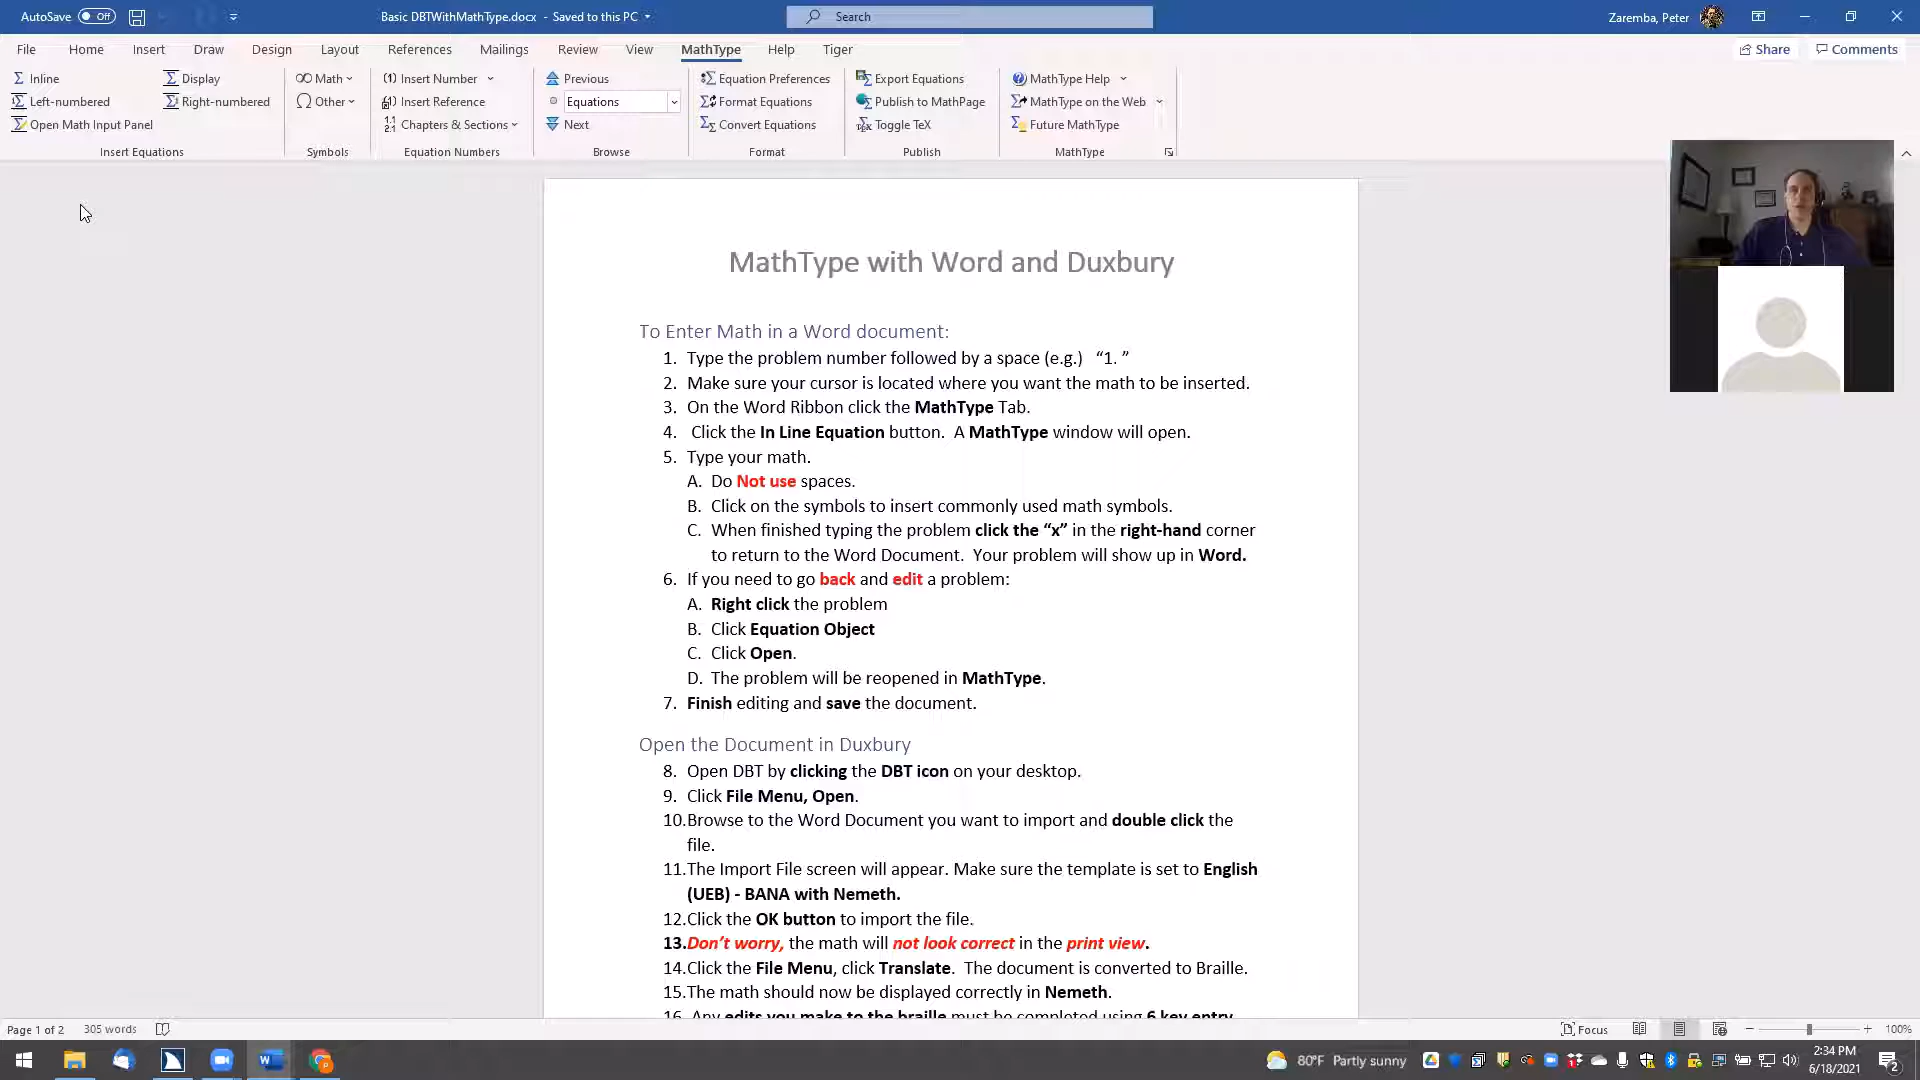 AutoSave Off Basic DBTWithMathType.docx - Saved to this PC Search Zaremba, Peter
File Home Insert Draw Design Layout References Mailings Review View MathType Help Tiger Share Comments
Inline Display Math Insert Number Previous Equation Preferences Export Equations MathType Help
Left-numbered Right-numbered Other Insert Reference Equations Format Equations Publish to MathPage MathType on the Web
Open Math Input Panel Chapters & Sections Next Convert Equations Toggle TeX Future MathType
Insert Equations Symbols Equation Numbers Browse Format Publish MathType
MathType with Word and Duxbury
To Enter Math in a Word document:
1. Type the problem number followed by a space (e.g.) “1. ”
2. Make sure your cursor is located where you want the math to be inserted.
3. On the Word Ribbon click the MathType Tab.
4. Click the In Line Equation button. A MathType window will open.
5. Type your math.
A. Do Not use spaces.
B. Click on the symbols to insert commonly used math symbols.
C. When finished typing the problem click the “x” in the right-hand corner
to return to the Word Document. Your problem will show up in Word.
6. If you need to go back and edit a problem:
A. Right click the problem
B. Click Equation Object
C. Click Open.
D. The problem will be reopened in MathType.
7. Finish editing and save the document.
Open the Document in Duxbury
8. Open DBT by clicking the DBT icon on your desktop.
9. Click File Menu, Open.
10.Browse to the Word Document you want to import and double click the
file.
11.The Import File screen will appear. Make sure the template is set to English
(UEB) - BANA with Nemeth.
12.Click the OK button to import the file.
13.Don’t worry, the math will not look correct in the print view.
14.Click the File Menu, click Translate. The document is converted to Braille.
15.The math should now be displayed correctly in Nemeth.
16. Any edits you make to the braille must be completed using 6 key entry
Page 1 of 2 305 words Focus 100%
80°F Partly sunny 2:34 PM
6/18/2021 2